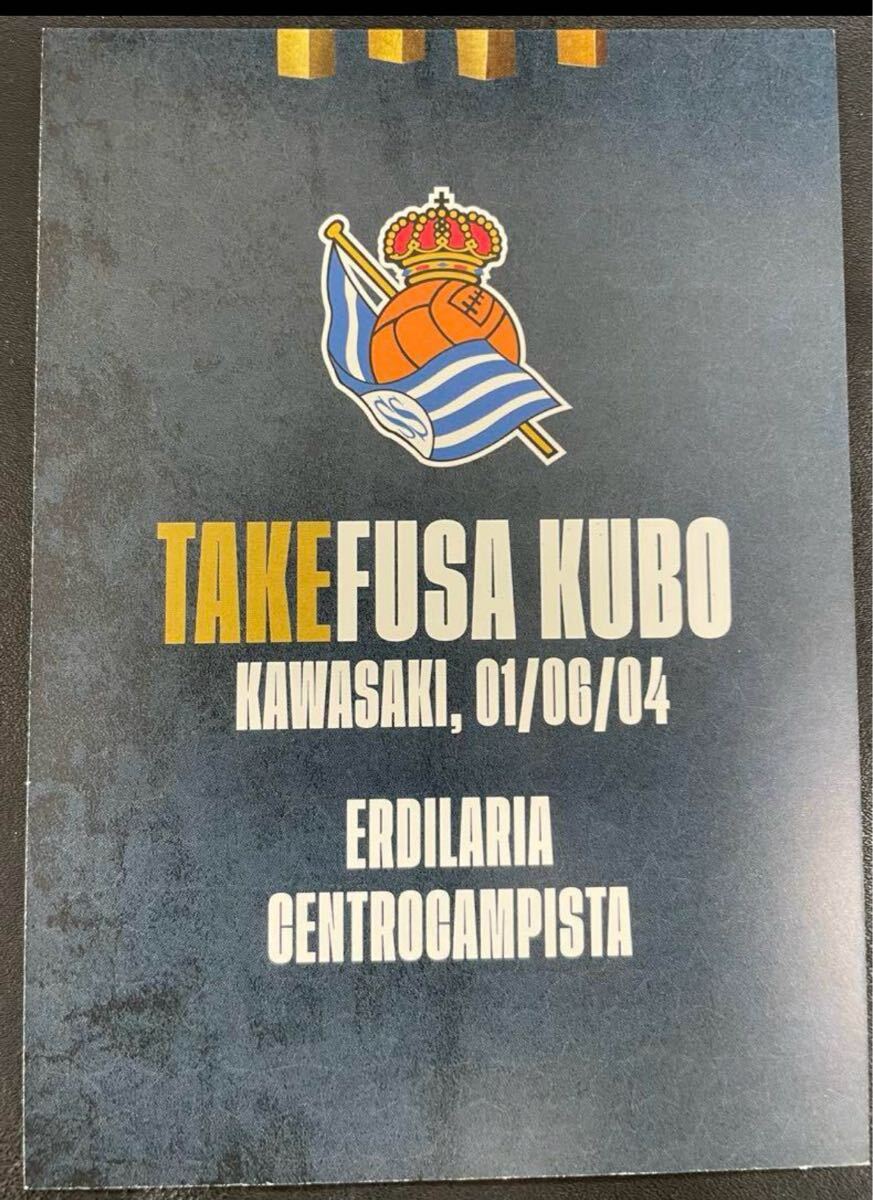 TAKEFUSA KUBO
KAWASAKI, 01/06/04
ERDILARIA
CENTROCAMPISTA